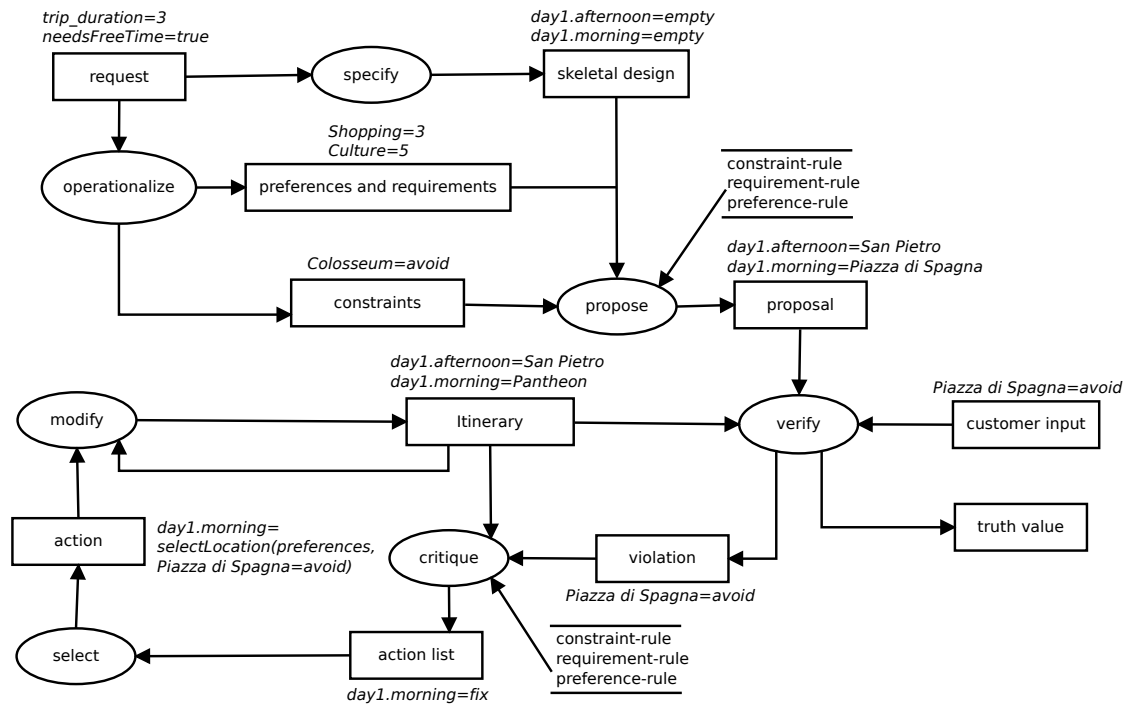 trip_duration=3
needsFreeTime=true
request
specify
day1.afternoon=empty
day1.morning=empty
skeletal design
Shopping=3
Culture=5
operationalize
preferences and requirements
constraint-rule
requirement-rule
preference-rule
Colosseum=avoid
constraints
propose
day1.afternoon=San Pietro
day1.morning=Piazza di Spagna
proposal
day1.afternoon=San Pietro
day1.morning=Pantheon
modify
Itinerary
verify
Piazza di Spagna=avoid
customer input
action
day1.morning=
selectLocation(preferences,
Piazza di Spagna=avoid)
critique
violation
Piazza di Spagna=avoid
truth value
select
action list
day1.morning=fix
constraint-rule
requirement-rule
preference-rule